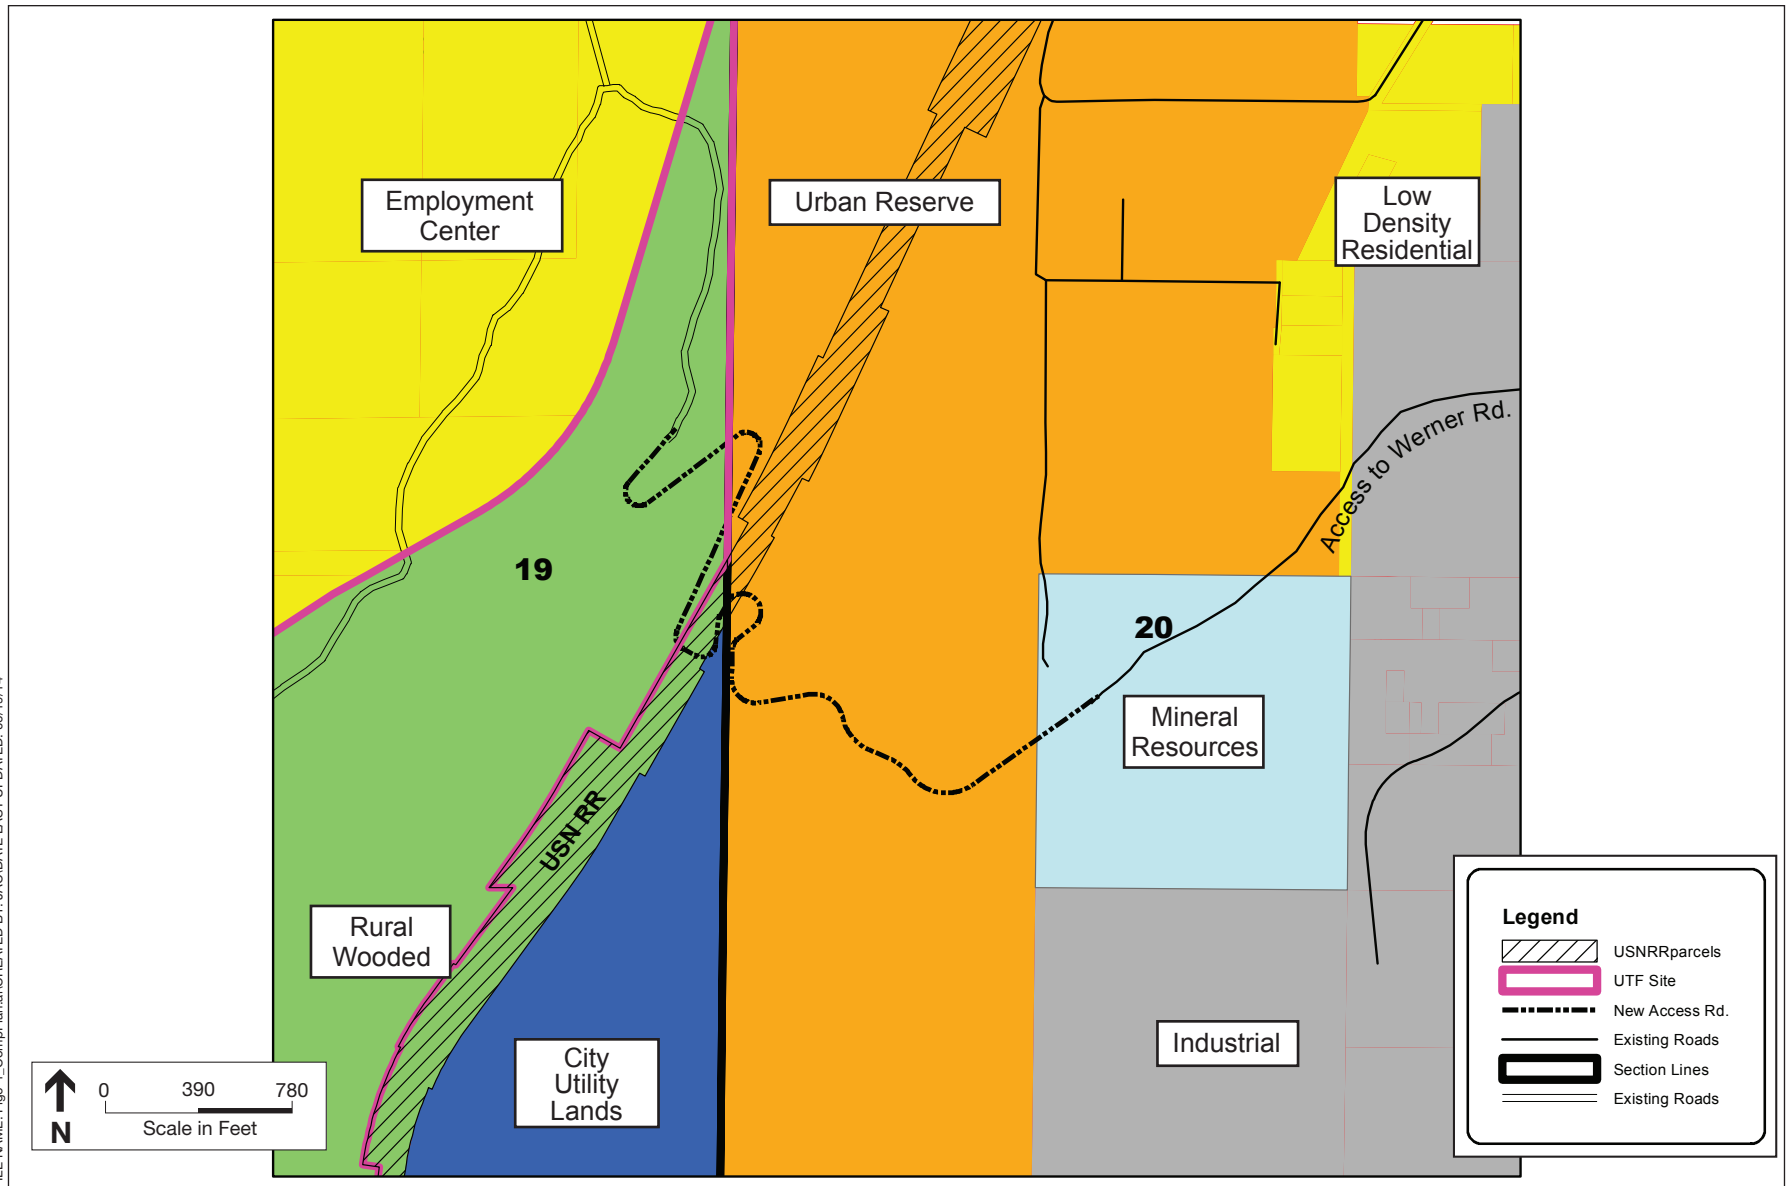 Employment
Center
Urban Reserve
Low
Density
Residential
Access to Werner Rd.
19
20
Mineral
Resources
USN RR
Rural
Wooded
City
Utility
Lands
Industrial
N
0 390 780
Scale in Feet
Legend
USNRRparcels
UTF Site
New Access Rd.
Existing Roads
Section Lines
Existing Roads